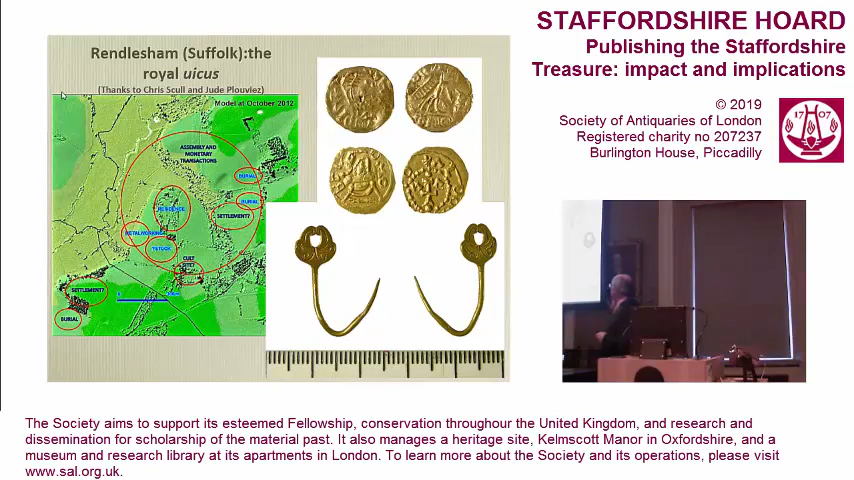 STAFFORDSHIRE HOARD
Publishing the Staffordshire
Treasure: impact and implications
© 2019
Society of Antiquaries of London
Registered charity no 207237
Burlington House, Piccadilly
17 07
Rendlesham (Suffolk):the
royal uicus
(Thanks to Chris Scull and Jude Plouviez)
Model at October 2012
ASSEMBLY AND
MONETARY
TRANSACTIONS
BURIAL
BURIAL
RESIDENCE
SETTLEMENT?
METALWORKING
CULT
SITE?
SETTLEMENT?
BURIAL
The Society aims to support its esteemed Fellowship, conservation throughour the United Kingdom, and research and
dissemination for scholarship of the material past. It also manages a heritage site, Kelmscott Manor in Oxfordshire, and a
museum and research library at its apartments in London. To learn more about the Society and its operations, please visit
www.sal.org.uk.